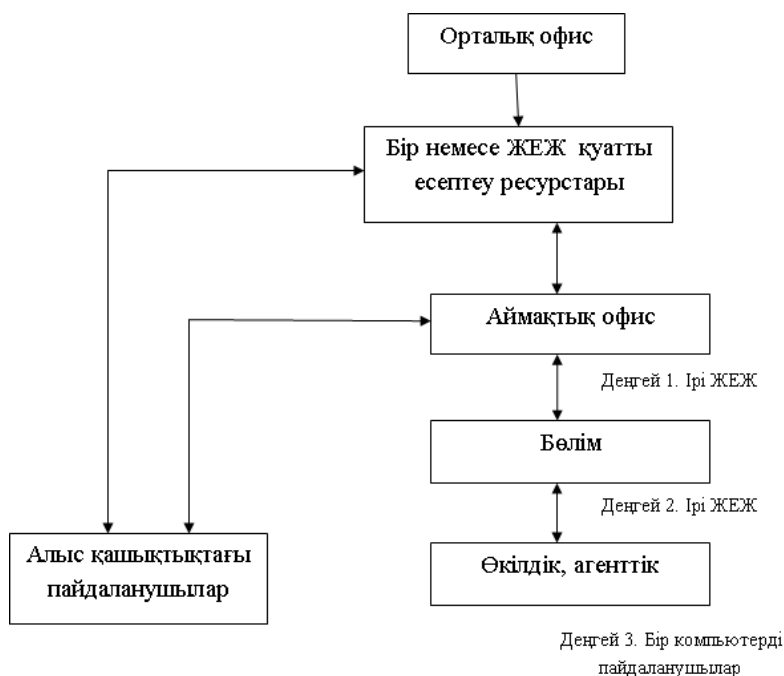 Орталық офис
Бір немесе ЖЕЖ қуатты
есептеу ресурстары
Аймақтық офис
Деңгей 1. Ірі ЖЕЖ
Бөлім
Деңгей 2. Ірі ЖЕЖ
Алыс қашықтықтағы
пайдаланушылар
Өкілдік, агенттік
Деңгей 3. Бір компьютерді
пайдаланушылар